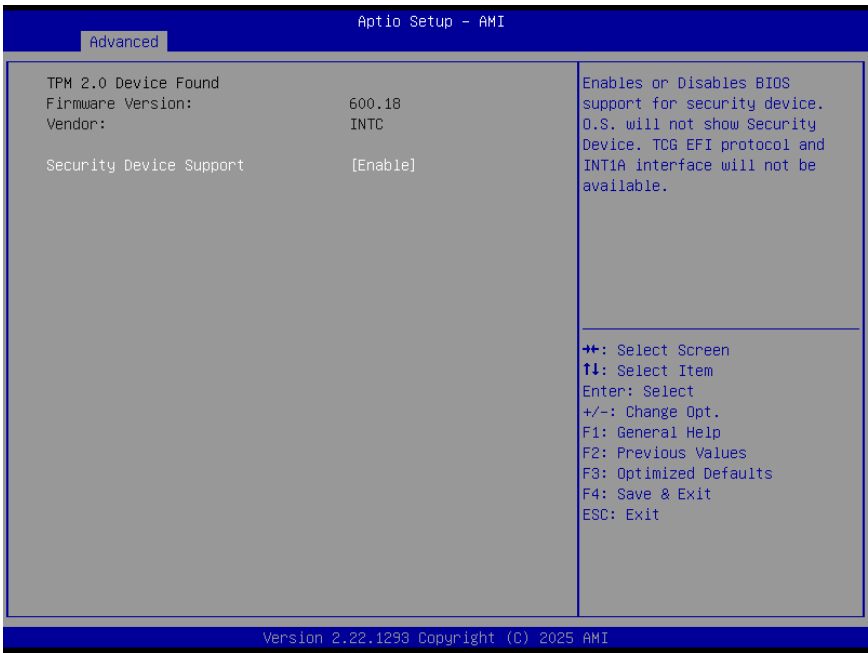 Aptio Setup – AMI
Advanced
TPM 2.0 Device Found
Firmware Version: 600.18
Vendor: INTC
Security Device Support [Enable]
Enables or Disables BIOS
support for security device.
O.S. will not show Security
Device. TCG EFI protocol and
INT1A interface will not be
available.
→←: Select Screen
↑↓: Select Item
Enter: Select
+/-: Change Opt.
F1: General Help
F2: Previous Values
F3: Optimized Defaults
F4: Save & Exit
ESC: Exit
Version 2.22.1293 Copyright (C) 2025 AMI